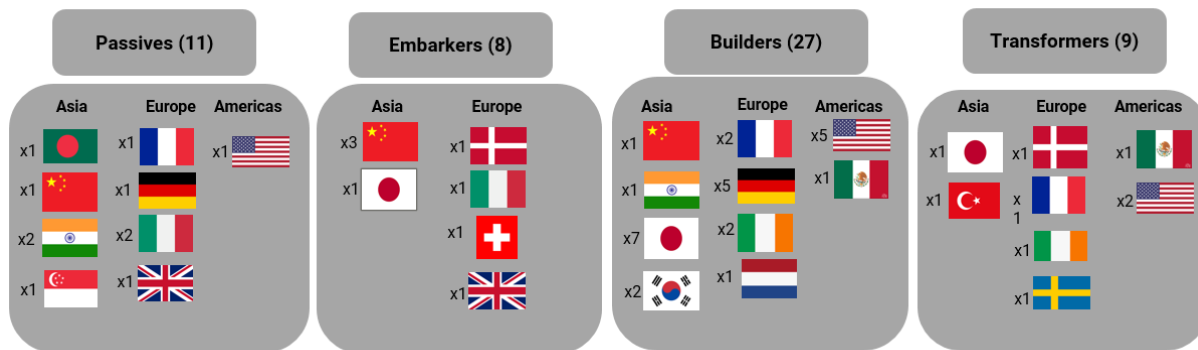 Passives (11)
Asia Europe Americas
x1 x1 x1
x1 x1
x2 x2
x1 x1
Embarkers (8)
Asia Europe
x3 x1
x1 x1
x1
x1
Builders (27)
Asia Europe Americas
x1 x2 x5
x1 x5 x1
x7 x2
x2 x1
Transformers (9)
Asia Europe Americas
x1 x1 x1
x1 x x2
1
x1
x1